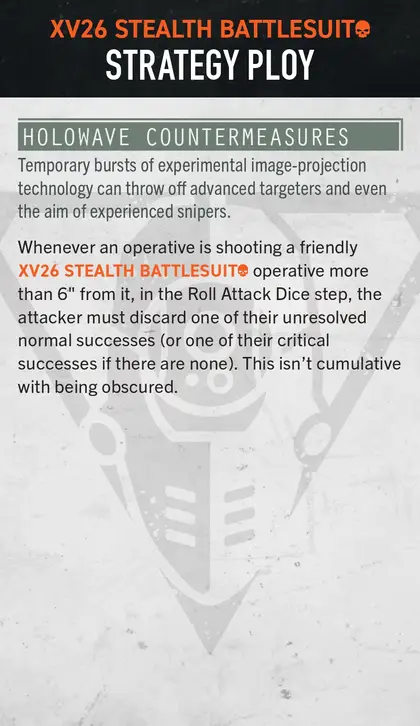 XV26 STEALTH BATTLESUIT
STRATEGY PLOY
HOLOWAVE COUNTERMEASURES
Temporary bursts of experimental image-projection
technology can throw off advanced targeters and even
the aim of experienced snipers.
Whenever an operative is shooting a friendly
XV26 STEALTH BATTLESUIT operative more
than 6" from it, in the Roll Attack Dice step, the
attacker must discard one of their unresolved
normal successes (or one of their critical
successes if there are none). This isn’t cumulative
with being obscured.